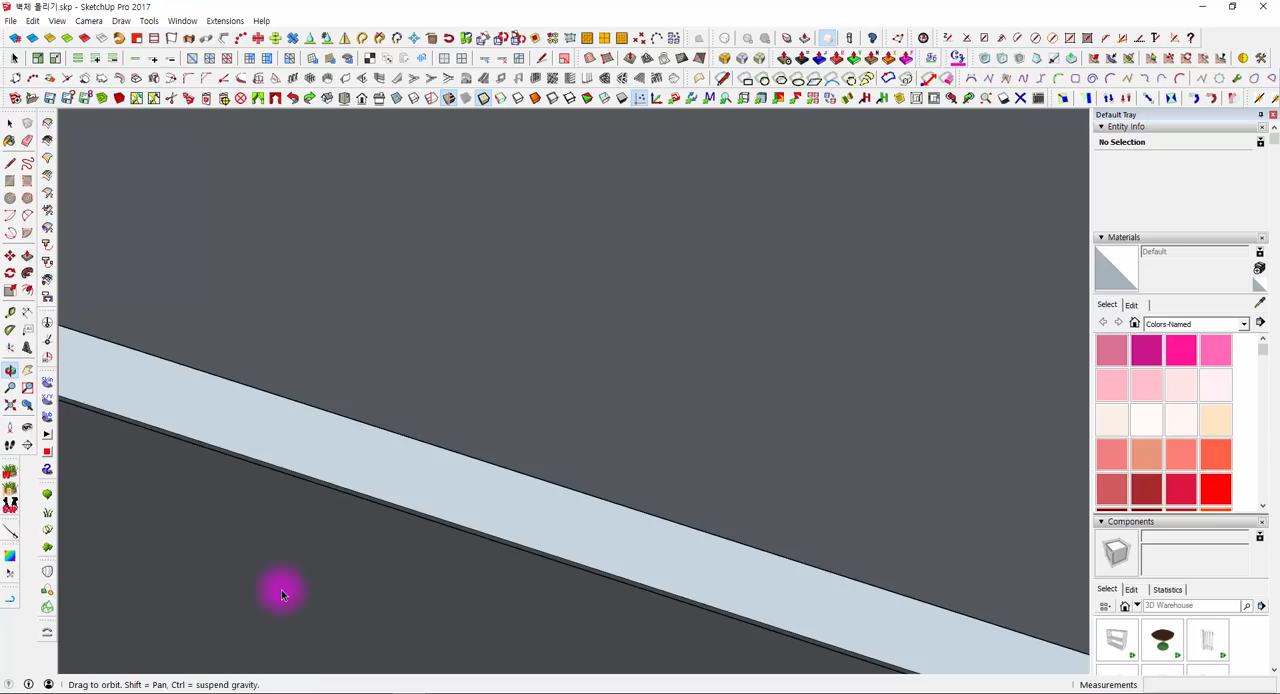 벽체 올리기.skp - SketchUp Pro 2017
File Edit View Camera Draw Tools Window Extensions Help
Default Tray
Entity Info
No Selection
Materials
Default
Select Edit
Colors-Named
Components
Select Edit Statistics
3D Warehouse
Skin
X/Y
Bub
Drag to orbit. Shift = Pan, Ctrl = suspend gravity.
Measurements